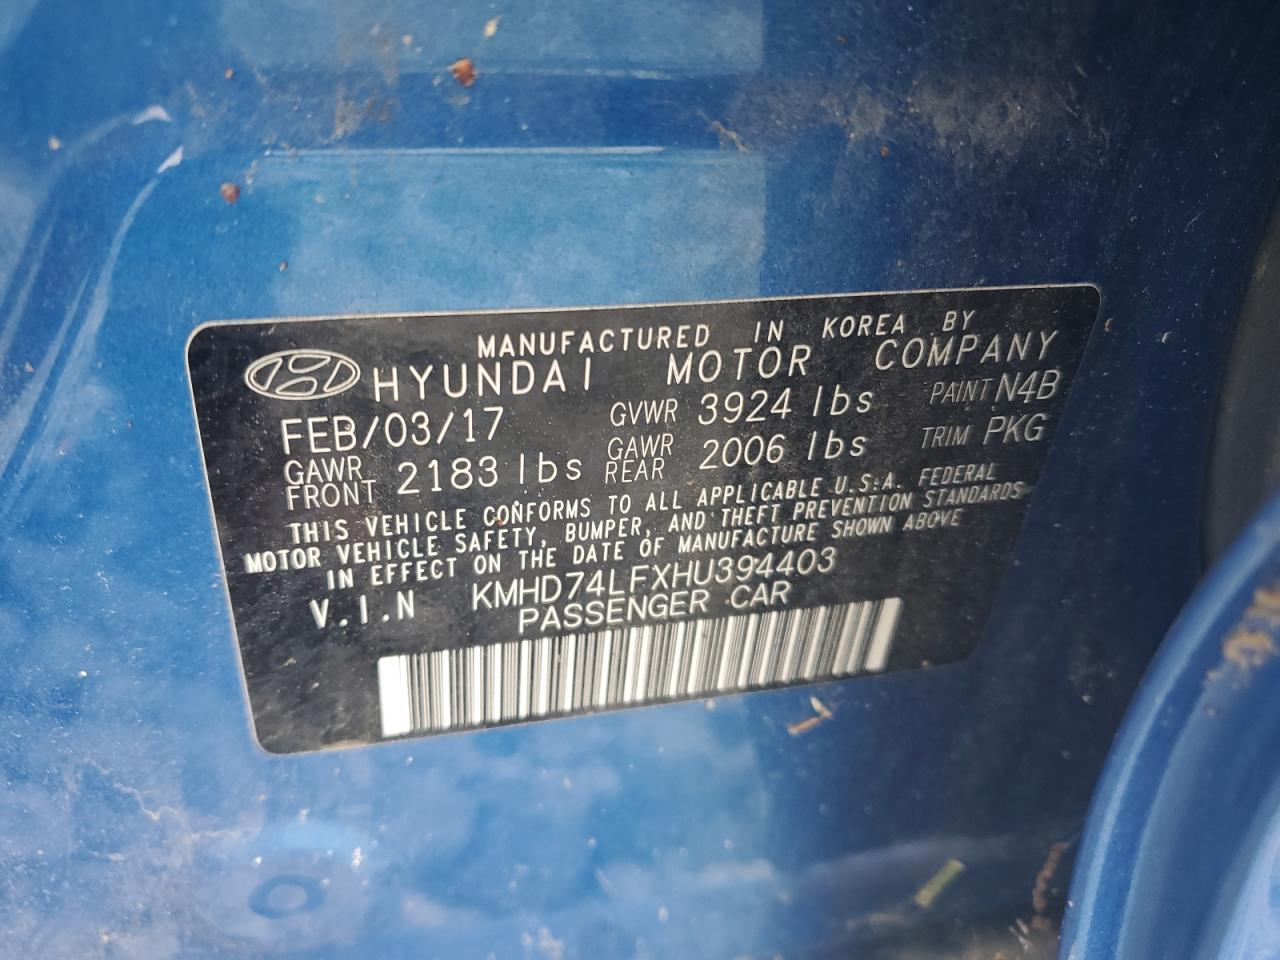 MANUFACTURED IN KOREA BY
HYUNDAI MOTOR COMPANY
FEB/03/17 GVWR 3924 lbs PAINT N4B
GAWR FRONT 2183 lbs GAWR REAR 2006 lbs TRIM PKG
THIS VEHICLE CONFORMS TO ALL APPLICABLE U.S.A. FEDERAL
MOTOR VEHICLE SAFETY, BUMPER, AND THEFT PREVENTION STANDARDS
IN EFFECT ON THE DATE OF MANUFACTURE SHOWN ABOVE
V.I.N KMHD74LFXHU394403
PASSENGER CAR